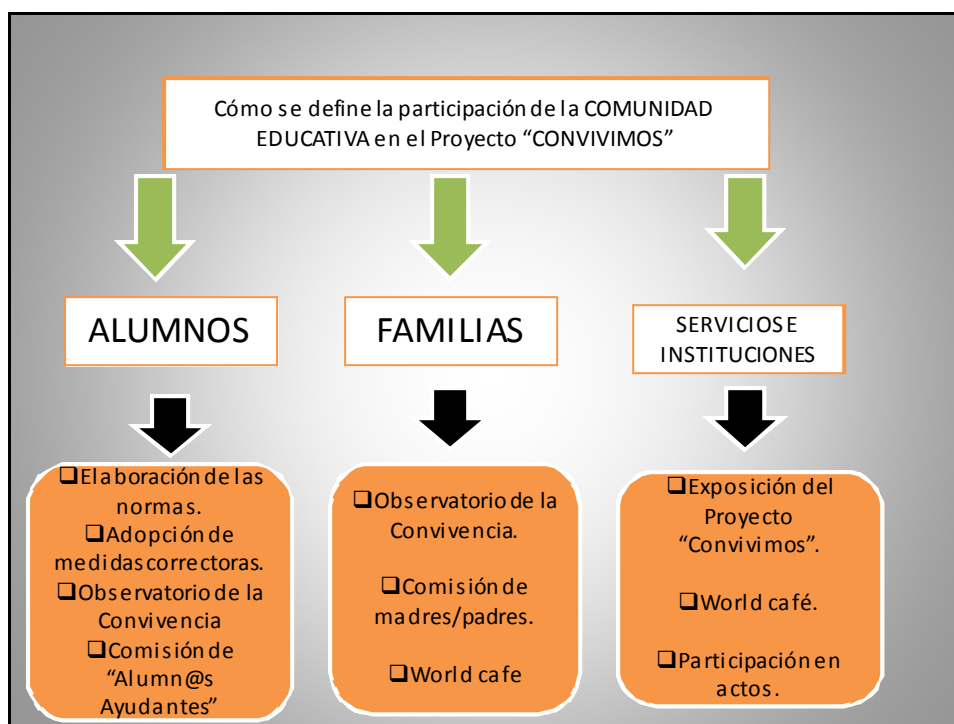 Cómo se define la participación de la COMUNIDAD
EDUCATIVA en el Proyecto “CONVIVIMOS”
ALUMNOS
FAMILIAS
SERVICIOS E
INSTITUCIONES
❑Elaboración de las
normas.
❑Adopción de
medidas correctoras.
❑Observatorio de la
Convivencia
❑Comisión de
“Alumn@s
Ayudantes”
❑Observatorio de la
Convivencia.
❑Comisión de
madres/padres.
❑World cafe
❑Exposición del
Proyecto
“Convivimos”.
❑World café.
❑Participación en
actos.